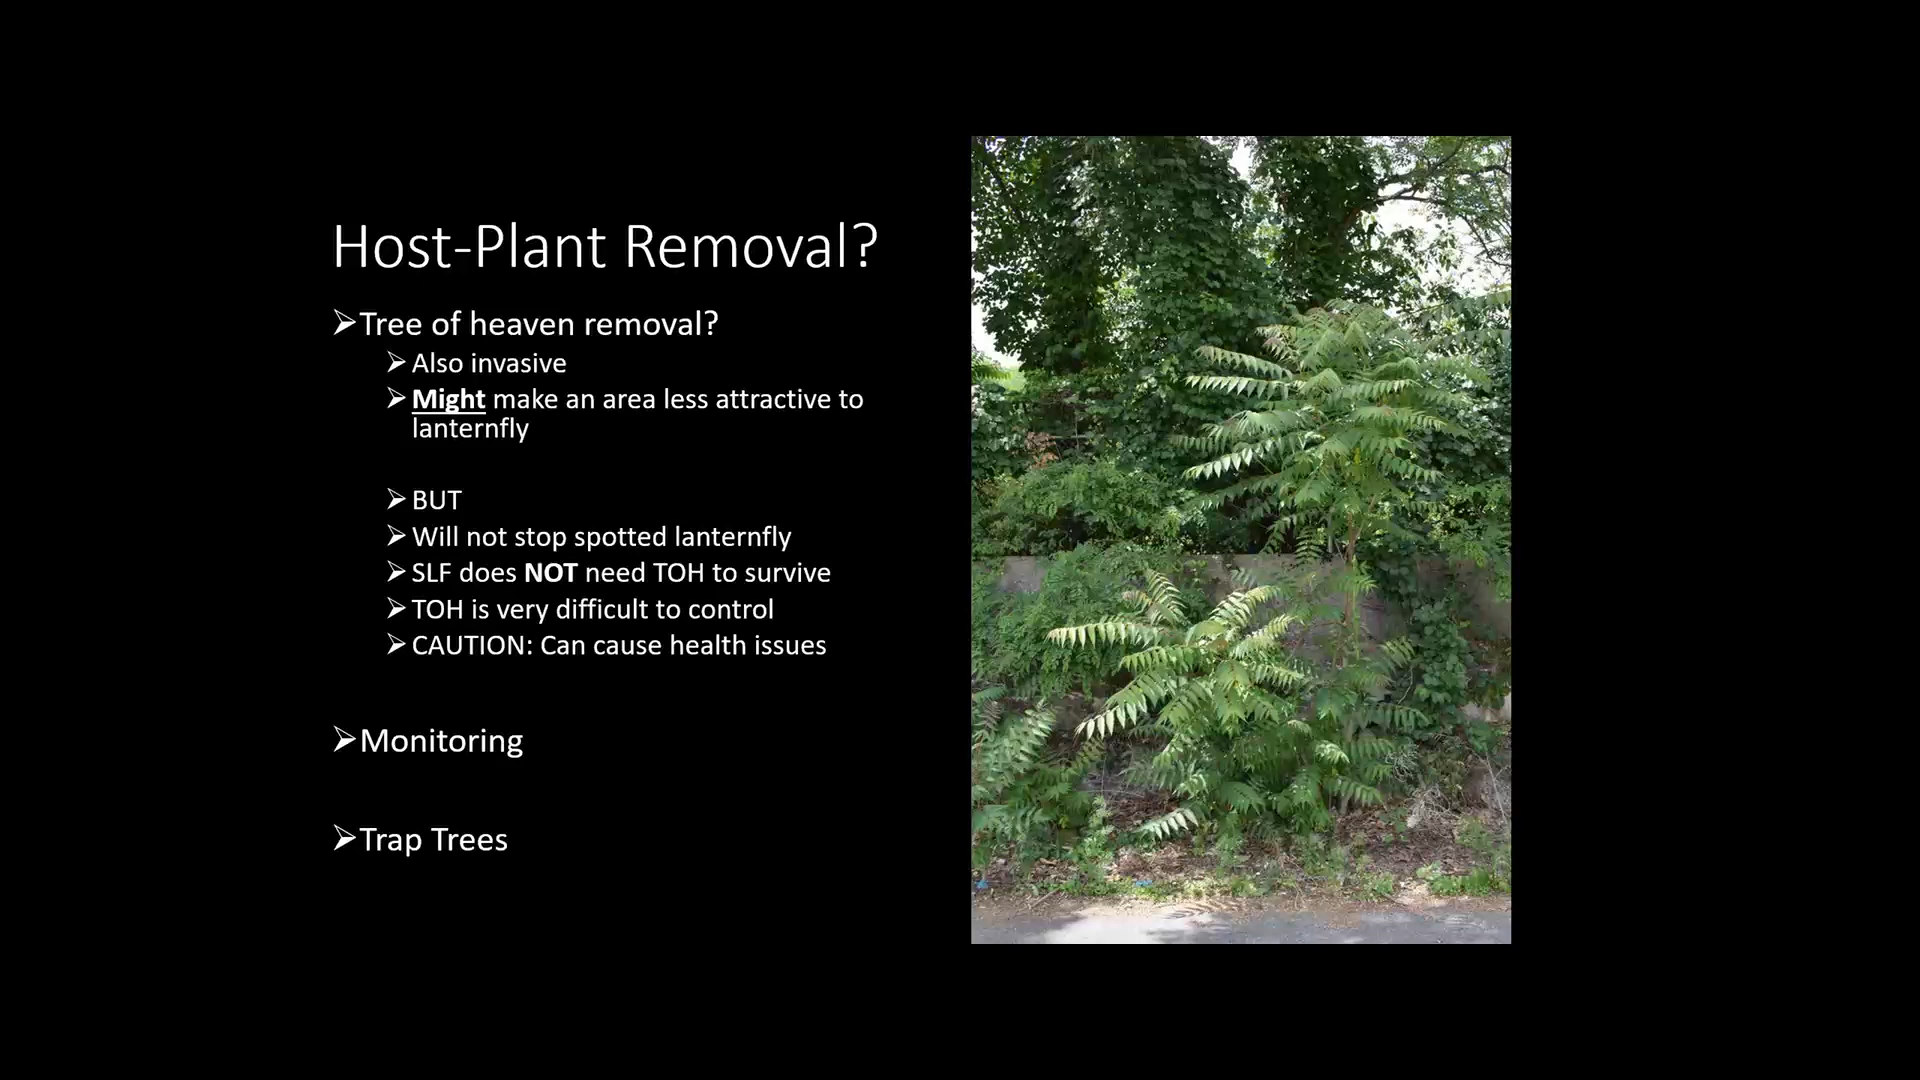 Host-Plant Removal?
➢Tree of heaven removal?
➢Also invasive
➢Might make an area less attractive to
lanternfly
➢BUT
➢Will not stop spotted lanternfly
➢SLF does NOT need TOH to survive
➢TOH is very difficult to control
➢CAUTION: Can cause health issues
➢Monitoring
➢Trap Trees